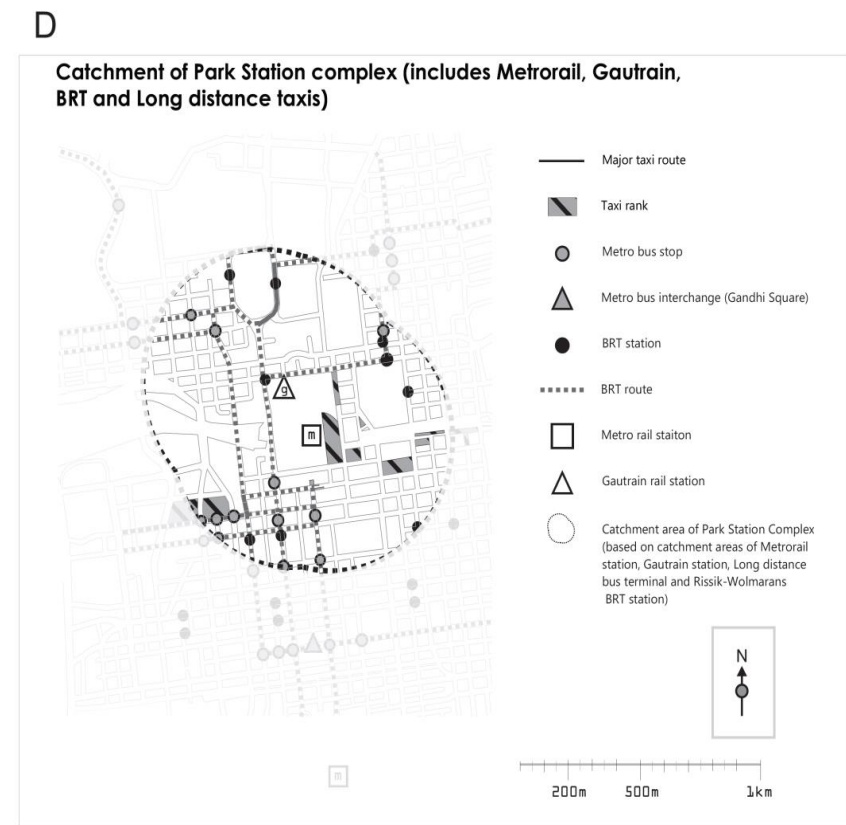 D
Catchment of Park Station complex (includes Metrorail, Gautrain,
BRT and Long distance taxis)
Major taxi route
Taxi rank
Metro bus stop
Metro bus interchange (Gandhi Square)
BRT station
BRT route
Metro rail staiton
Gautrain rail station
Catchment area of Park Station Complex
(based on catchment areas of Metrorail
station, Gautrain station, Long distance
bus terminal and Rissik-Wolmarans
BRT station)
g
m
N
200m 500m 1km
m